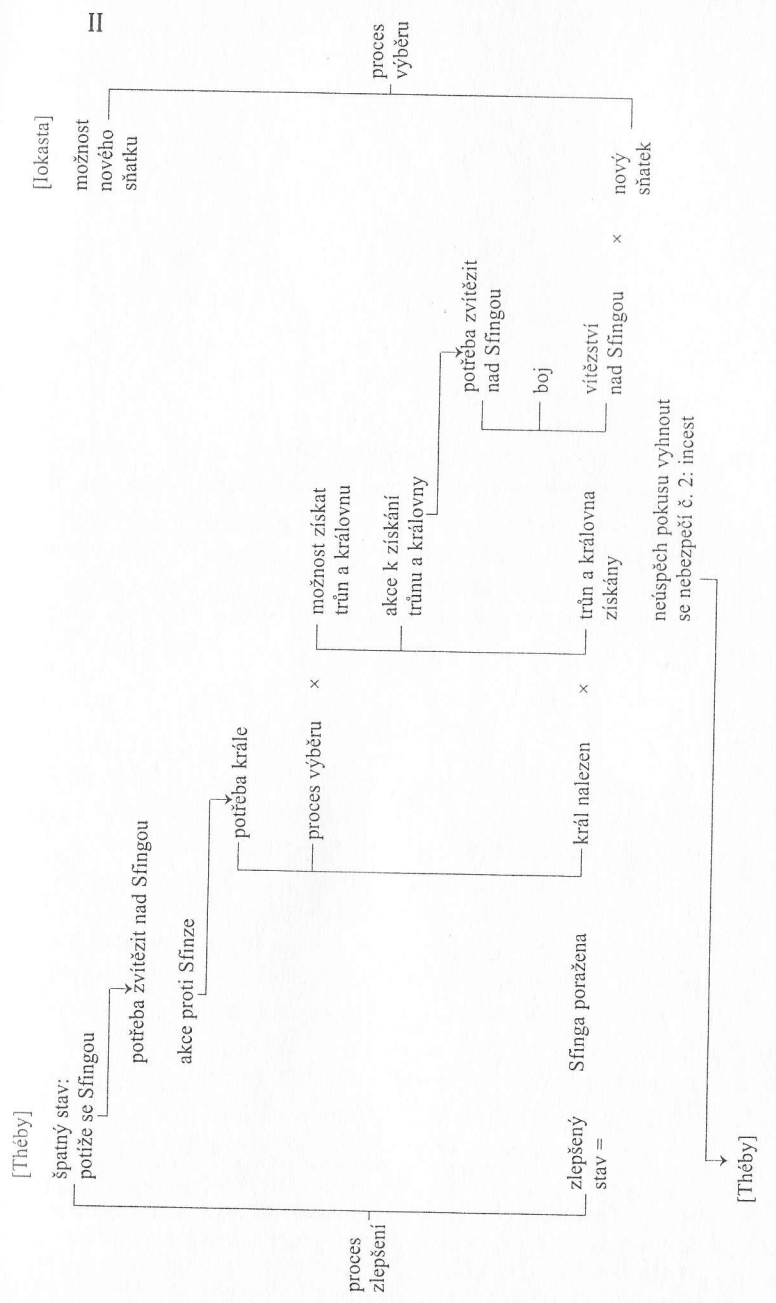 II
[Théby]
špatný stav:
potíže se Sfingou
proces
zlepšení
potřeba zvítězit nad Sfingou
akce proti Sfinze
potřeba krále
proces výběru
×
možnost získat
trůn a královnu
akce k získání
trůnu a královny
potřeba zvítězit
nad Sfingou
boj
vítězství
nad Sfingou
×
nový
sňatek
[Iokasta]
možnost
nového
sňatku
proces
výběru
zlepšený
stav =
Sfinga poražena
král nalezen
×
trůn a královna
získány
neúspěch pokusu vyhnout
se nebezpečí č. 2: incest
[Théby]